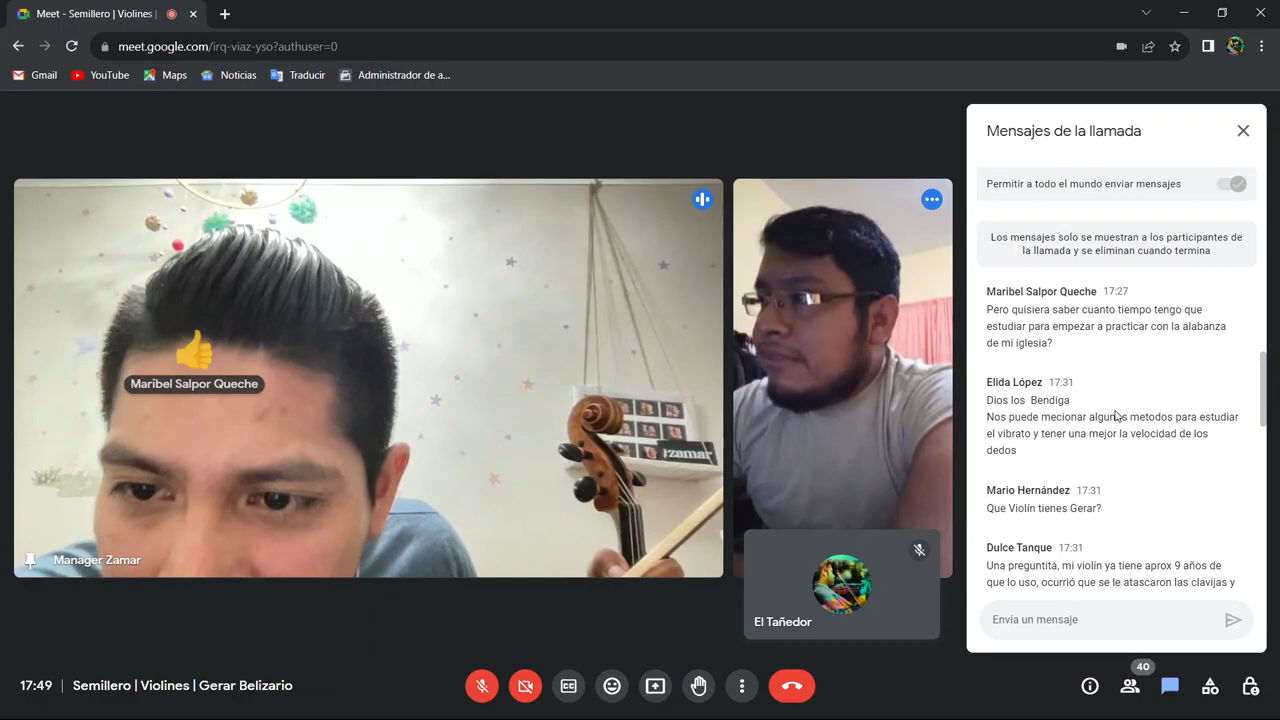 Meet - Semillero | Violines |
meet.google.com/irq-viaz-yso?authuser=0
Gmail
YouTube
Maps
Noticias
Traducir
Administrador de a...
Mensajes de la llamada
Permitir a todo el mundo enviar mensajes
Los mensajes solo se muestran a los participantes de
la llamada y se eliminan cuando termina
Maribel Salpor Queche 17:27
Pero quisiera saber cuanto tiempo tengo que
estudiar para empezar a practicar con la alabanza
de mi iglesia?
Elida López 17:31
Dios los Bendiga
Nos puede mecionar algunos metodos para estudiar
el vibrato y tener una mejor la velocidad de los
dedos
Mario Hernández 17:31
Que Violín tienes Gerar?
Dulce Tanque 17:31
Una preguntita, mi violín ya tiene aprox 9 años de
que lo uso, ocurrió que se le atascaron las clavijas y
Envía un mensaje
Maribel Salpor Queche
zamar
Manager Zamar
El Tañedor
17:49 | Semillero | Violines | Gerar Belizario
CC
40